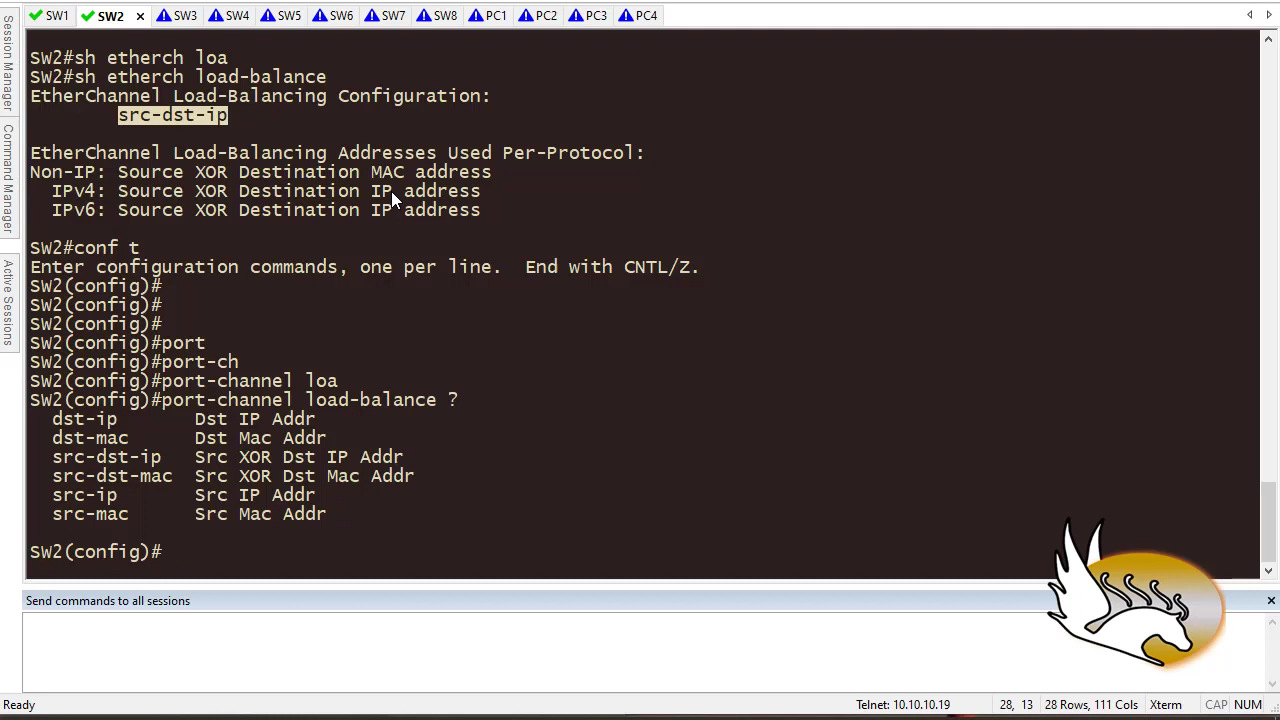 SW1 SW2 × SW3 SW4 SW5 SW6 SW7 SW8 PC1 PC2 PC3 PC4
Session Manager
Command Manager
Active Sessions
SW2#sh etherch loa
SW2#sh etherch load-balance
EtherChannel Load-Balancing Configuration:
src-dst-ip
EtherChannel Load-Balancing Addresses Used Per-Protocol:
Non-IP: Source XOR Destination MAC address
IPv4: Source XOR Destination IP address
IPv6: Source XOR Destination IP address
SW2#conf t
Enter configuration commands, one per line.  End with CNTL/Z.
SW2(config)#
SW2(config)#
SW2(config)#
SW2(config)#port
SW2(config)#port-ch
SW2(config)#port-channel loa
SW2(config)#port-channel load-balance ?
dst-ip       Dst IP Addr
dst-mac      Dst Mac Addr
src-dst-ip   Src XOR Dst IP Addr
src-dst-mac  Src XOR Dst Mac Addr
src-ip       Src IP Addr
src-mac      Src Mac Addr
SW2(config)#
Send commands to all sessions ×
Ready Telnet: 10.10.10.19 28, 13 28 Rows, 111 Cols Xterm CAP NUM